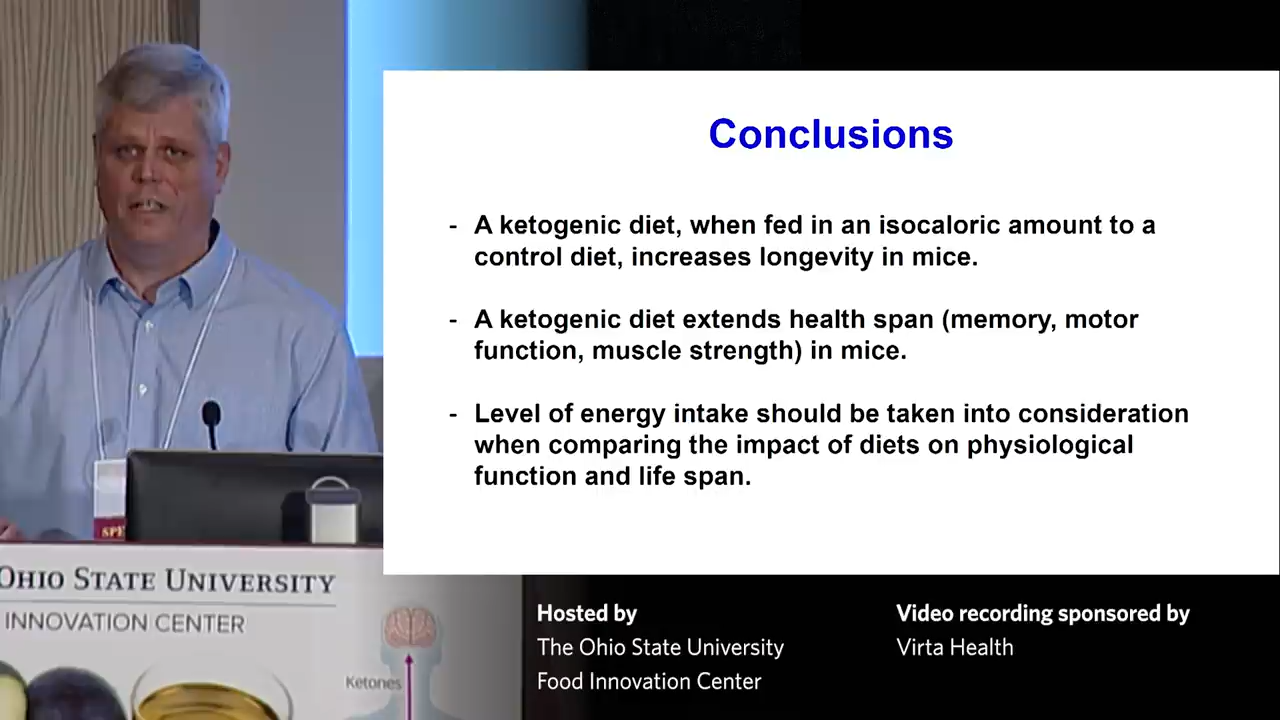 Conclusions
- A ketogenic diet, when fed in an isocaloric amount to a
control diet, increases longevity in mice.
- A ketogenic diet extends health span (memory, motor
function, muscle strength) in mice.
- Level of energy intake should be taken into consideration
when comparing the impact of diets on physiological
function and life span.
OHIO STATE UNIVERSITY
INNOVATION CENTER
Ketones
Hosted by
The Ohio State University
Food Innovation Center
Video recording sponsored by
Virta Health